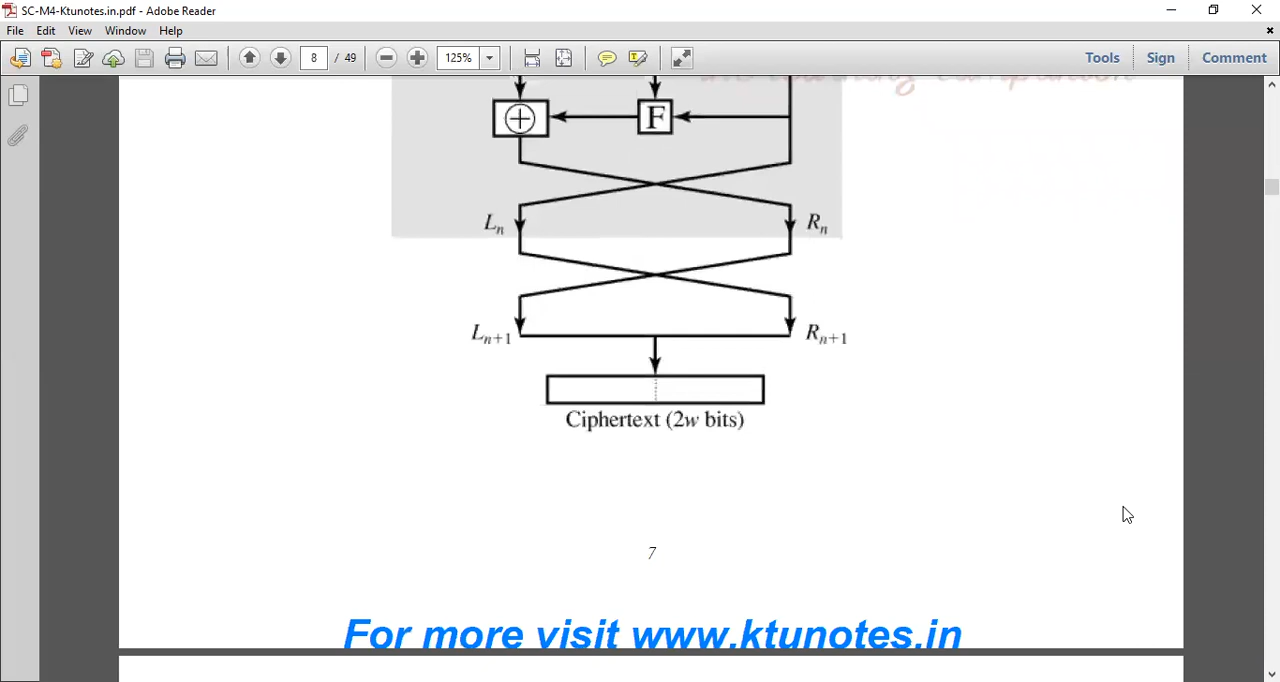 SC-M4-Ktunotes.in.pdf - Adobe Reader
File Edit View Window Help
8 / 49 125% Tools Sign Comment
F
Lₙ Rₙ
Lₙ₊₁ Rₙ₊₁
Ciphertext (2w bits)
7
For more visit www.ktunotes.in